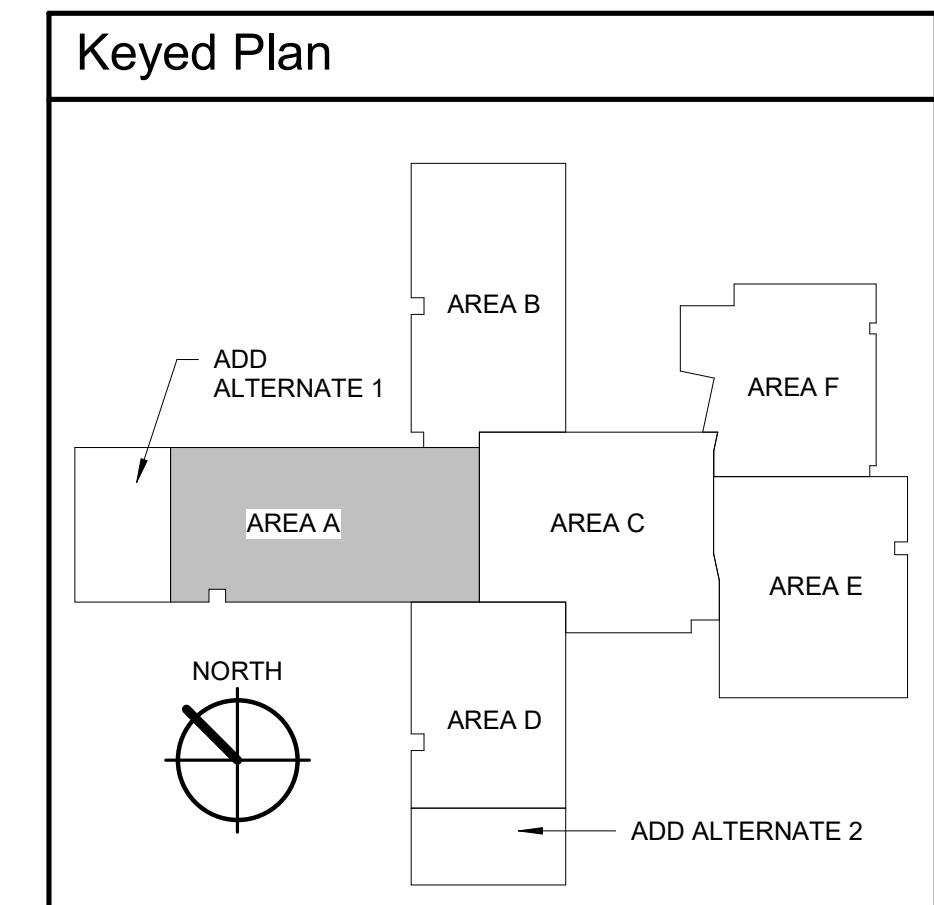 Keyed Plan
AREA B
ADD
ALTERNATE 1
AREA F
AREA A
AREA C
AREA E
NORTH
AREA D
ADD ALTERNATE 2